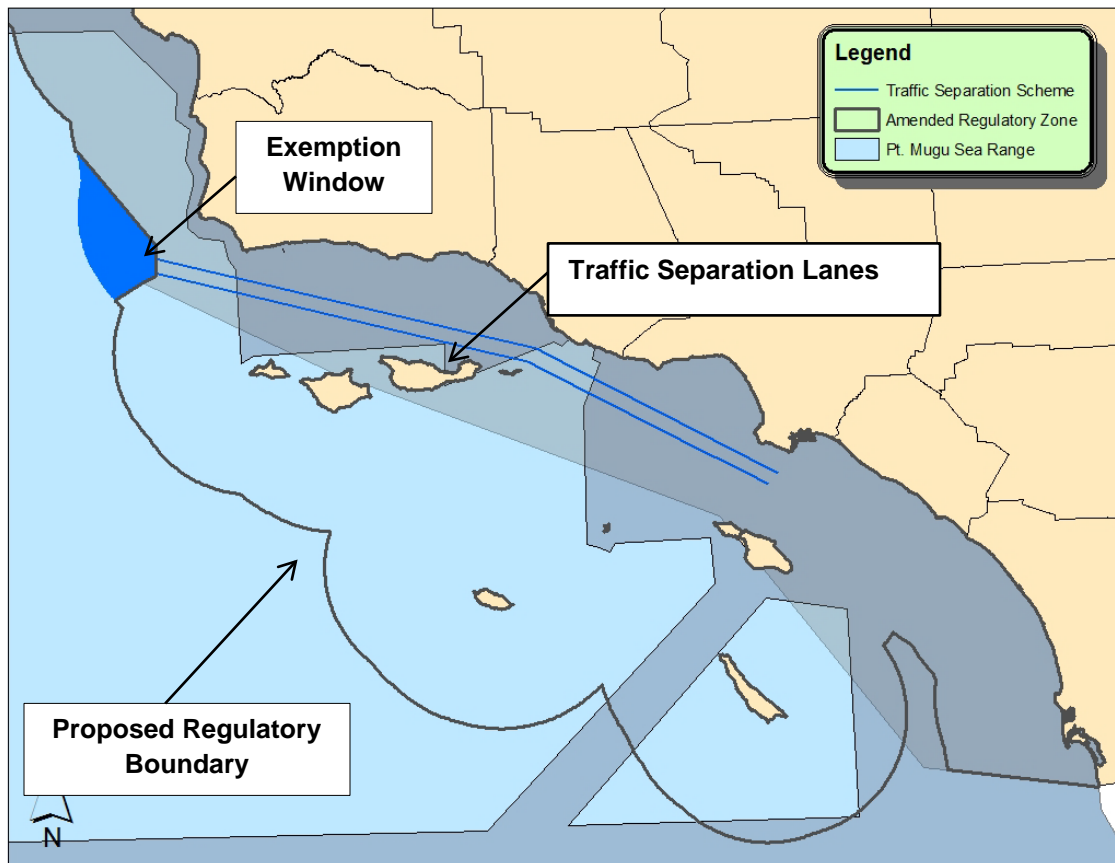 Legend
Traffic Separation Scheme
Amended Regulatory Zone
Pt. Mugu Sea Range
Exemption
Window
Traffic Separation Lanes
Proposed Regulatory
Boundary
N